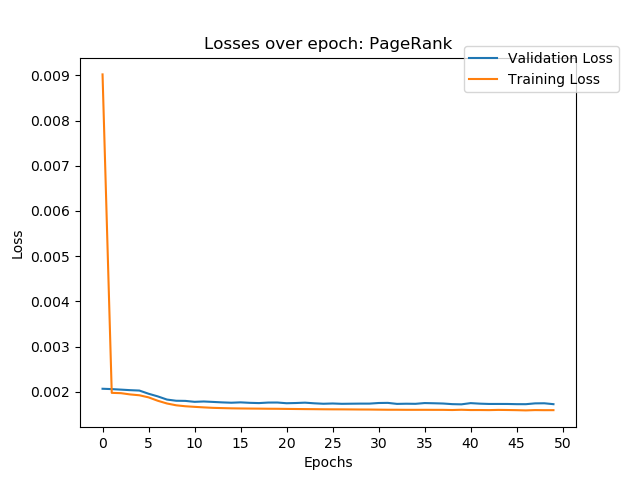 Losses over epoch: PageRank
Validation Loss
Training Loss
0.009
0.008
0.007
0.006
0.005
0.004
0.003
0.002
Loss
0 5 10 15 20 25 30 35 40 45 50
Epochs